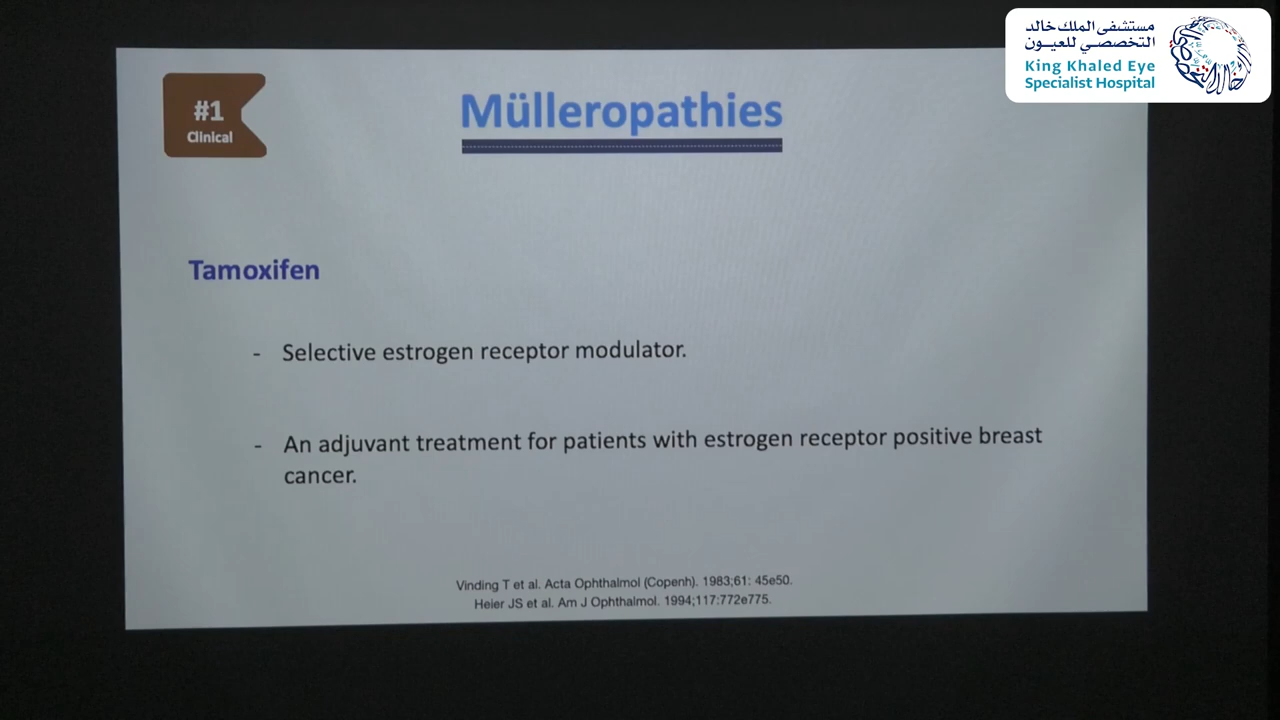 مستشفى الملك خالد
التخصصي للعيون
King Khaled Eye
Specialist Hospital
#1
Clinical
Mülleropathies
Tamoxifen
- Selective estrogen receptor modulator.
- An adjuvant treatment for patients with estrogen receptor positive breast
cancer.
Vinding T et al. Acta Ophthalmol (Copenh). 1983;61: 45e50.
Heier JS et al. Am J Ophthalmol. 1994;117:772e775.